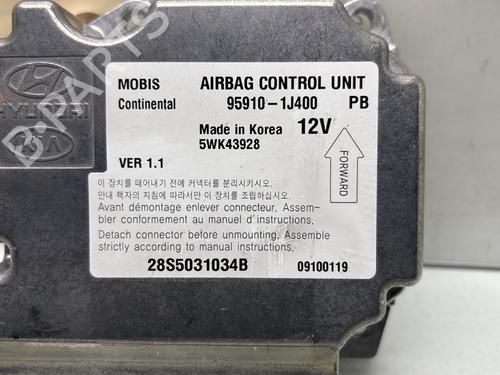 B-PARTS
HYUNDAI
KIA
MOBIS AIRBAG CONTROL UNIT
Continental 95910-1J400 PB
Made in Korea 12V
5WK43928
VER 1.1
FORWARD
이 장치를 떼어내기 전에 커넥터를 분리시키시오.
안내 책자의 지침에 따라서만 이 장치를 조립하시오.
Avant démontage enlever connecteur. Assem-
bler conformement au manuel d'instructions.
Detach connector before unmounting. Assemble
strictly according to manual instructions.
28S5031034B 09100119